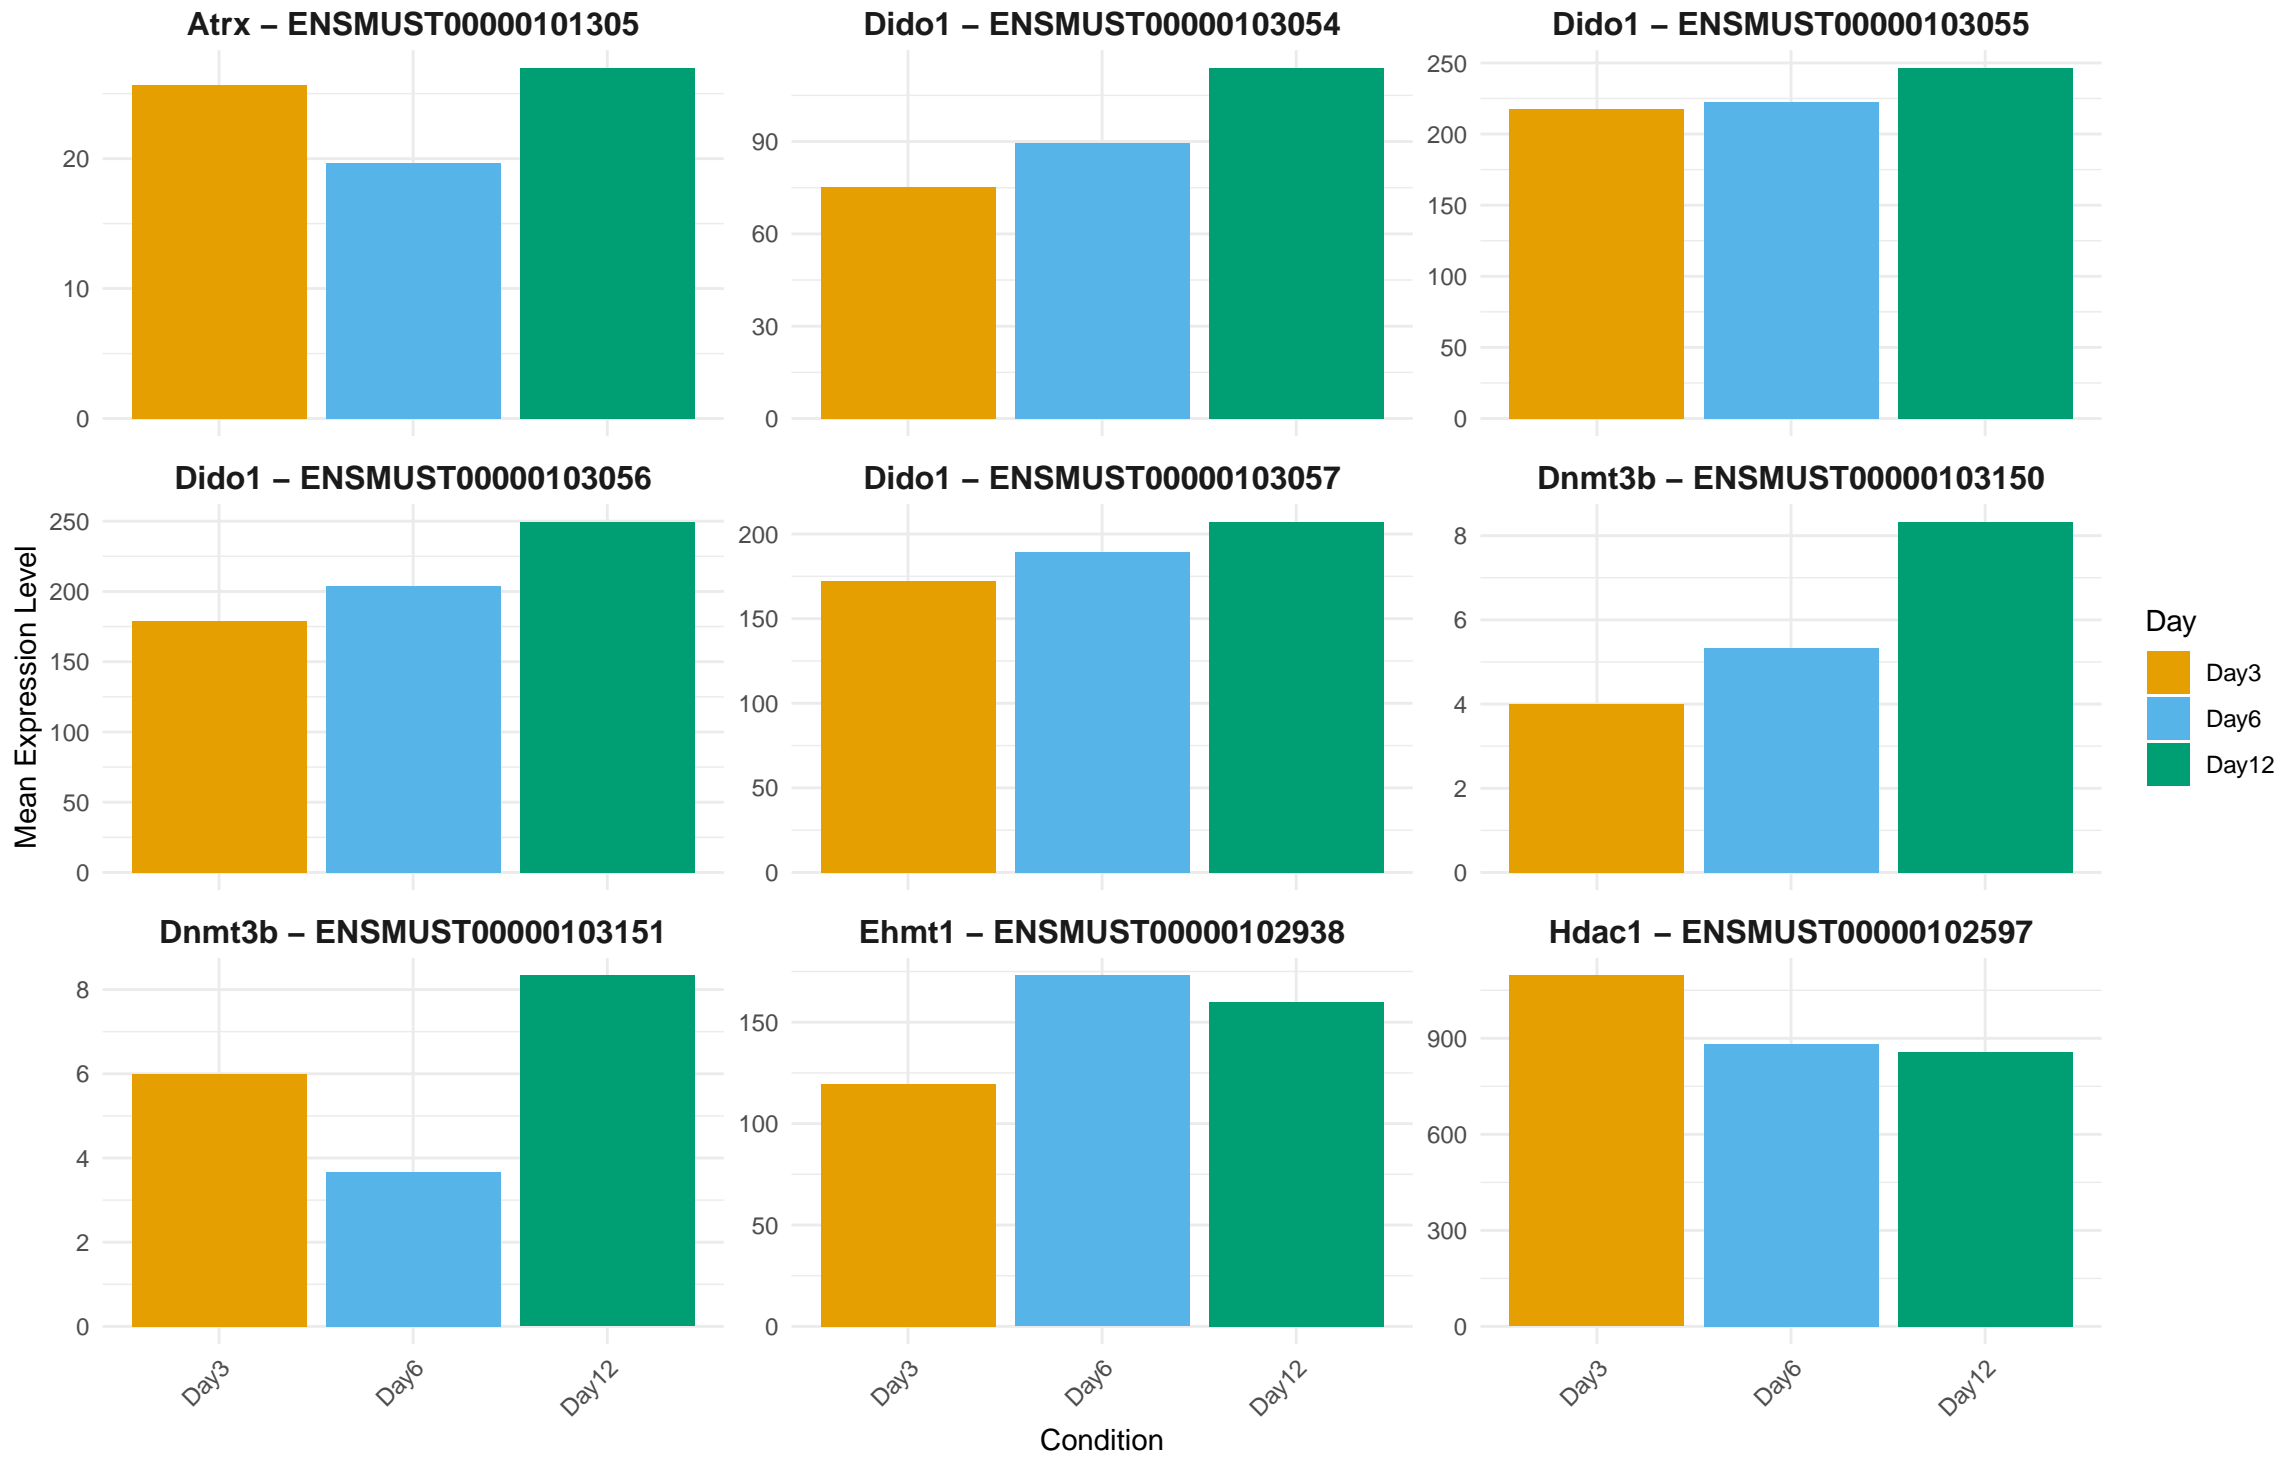 Atrx – ENSMUST00000101305
Dido1 – ENSMUST00000103054
Dido1 – ENSMUST00000103055
20
10
0
90
60
30
0
250
200
150
100
50
0
Dido1 – ENSMUST00000103056
Dido1 – ENSMUST00000103057
Dnmt3b – ENSMUST00000103150
250
200
150
100
50
0
200
150
100
50
0
8
6
4
2
0
Dnmt3b – ENSMUST00000103151
Ehmt1 – ENSMUST00000102938
Hdac1 – ENSMUST00000102597
8
6
4
2
0
150
100
50
0
900
600
300
0
Day3
Day6
Day12
Day3
Day6
Day12
Day3
Day6
Day12
Condition
Mean Expression Level
Day
Day3
Day6
Day12